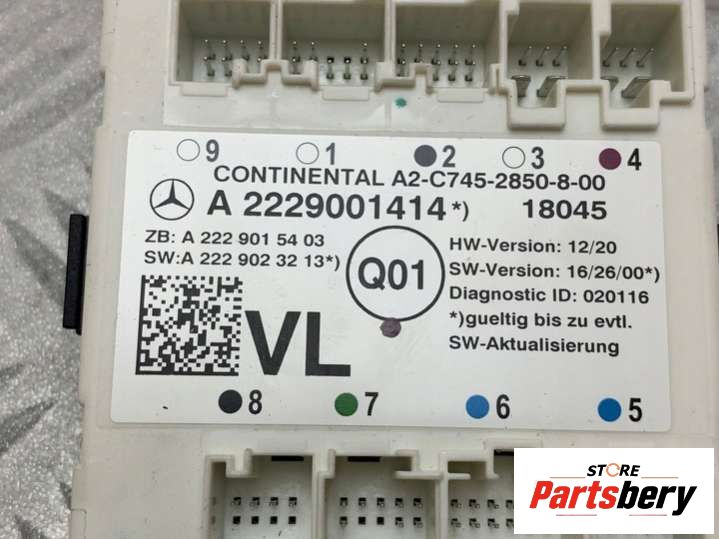 9 1 2 3 4
CONTINENTAL A2-C745-2850-8-00
A 2229001414*) 18045
ZB: A 222 901 54 03
SW:A 222 902 32 13*)
Q01
HW-Version: 12/20
SW-Version: 16/26/00*)
Diagnostic ID: 020116
*)gueltig bis zu evtl.
SW-Aktualisierung
VL
8 7 6 5
STORE
Partsbery